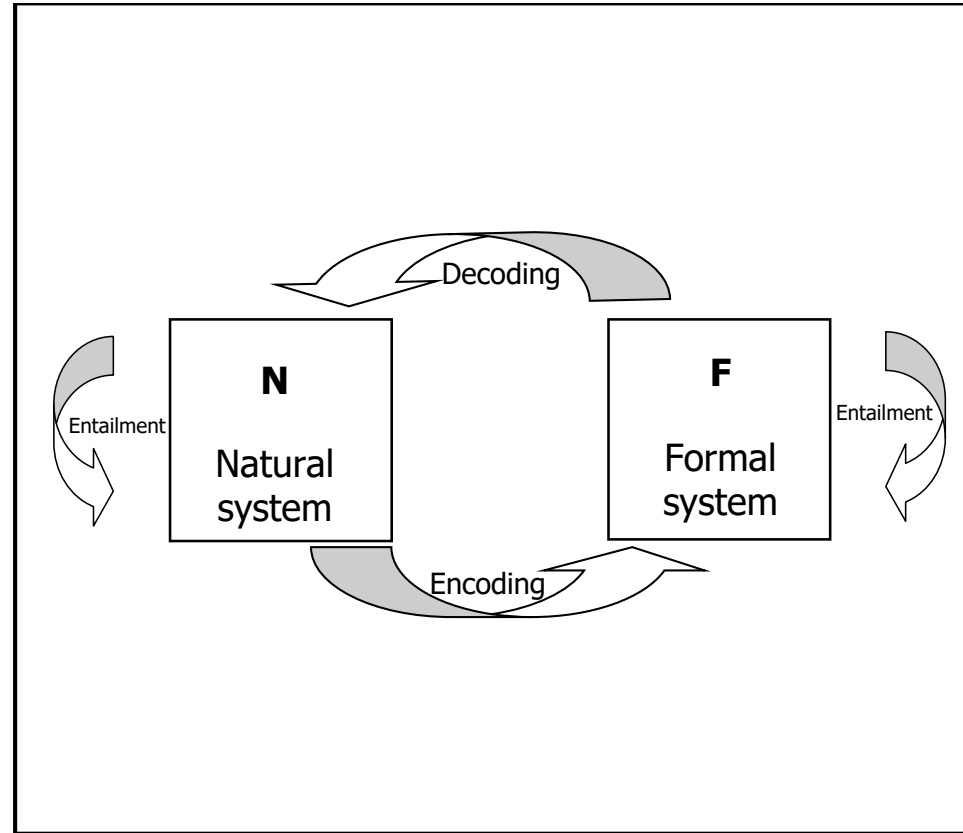 Decoding
N
Natural
system
Entailment
F
Formal
system
Entailment
Encoding